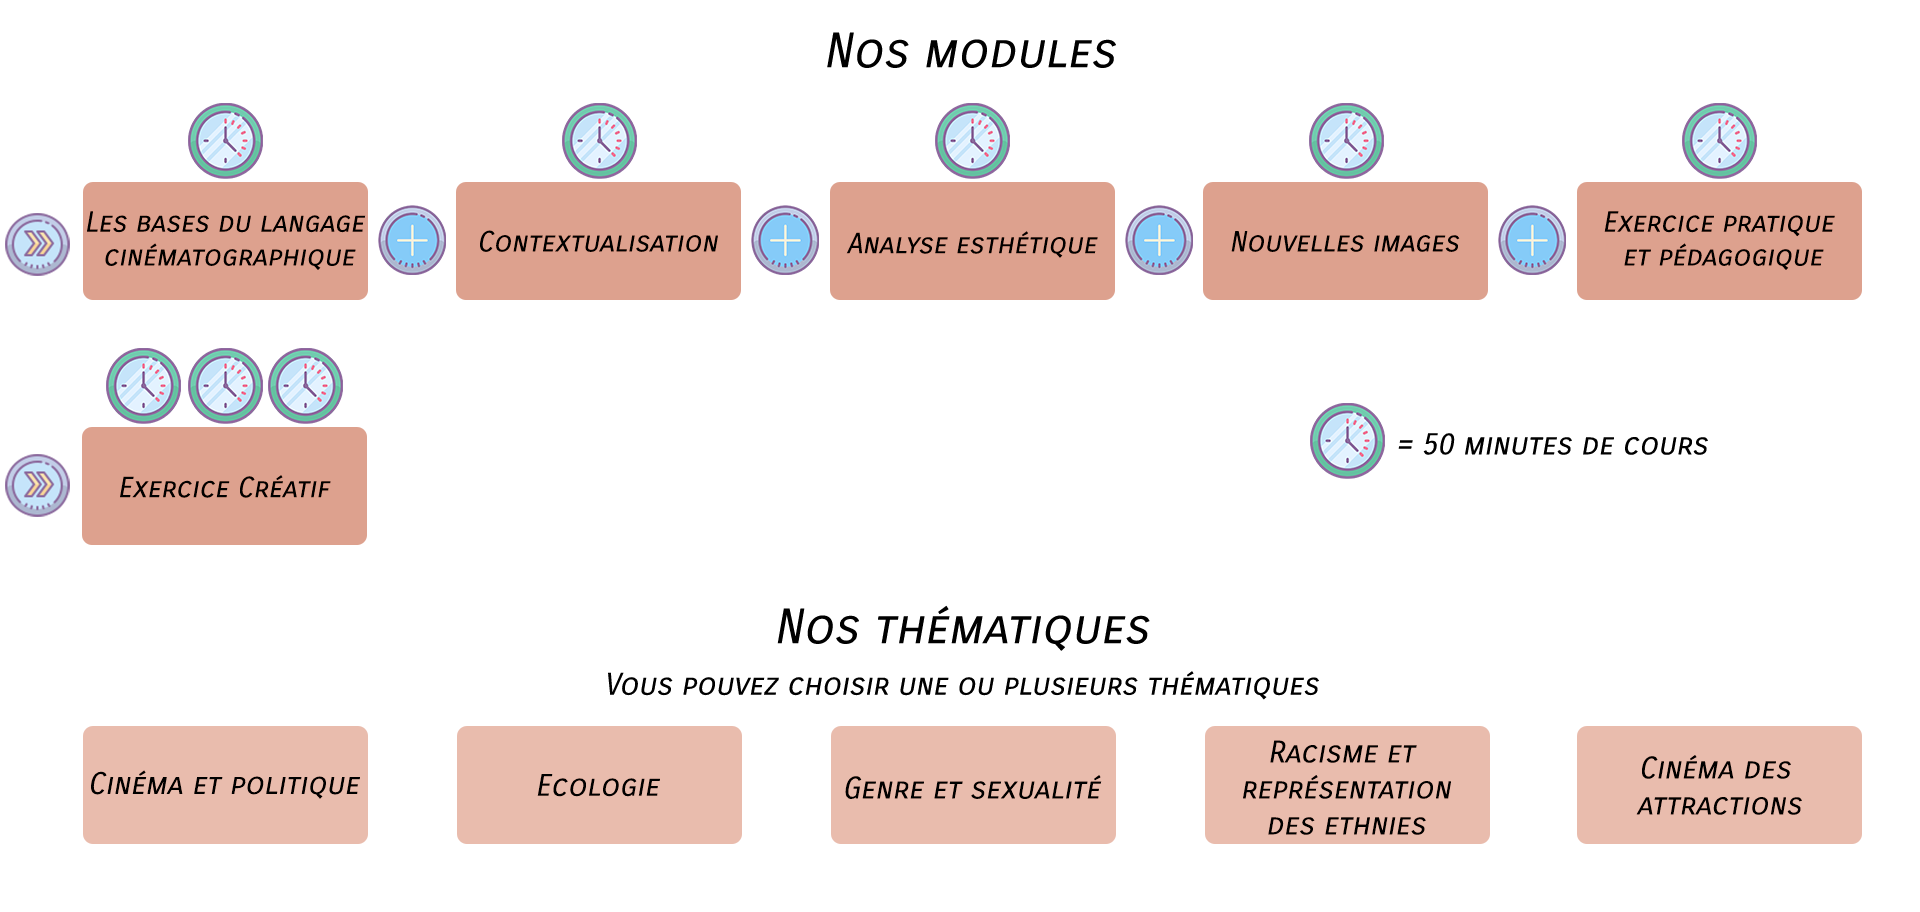 Nos modules
Les bases du langage
cinématographique
Contextualisation
Analyse esthétique
Nouvelles images
Exercice pratique
et pédagogique
Exercice Créatif
= 50 minutes de cours
Nos thématiques
Vous pouvez choisir une ou plusieurs thématiques
Cinéma et politique
Ecologie
Genre et sexualité
Racisme et
représentation
des ethnies
Cinéma des
attractions